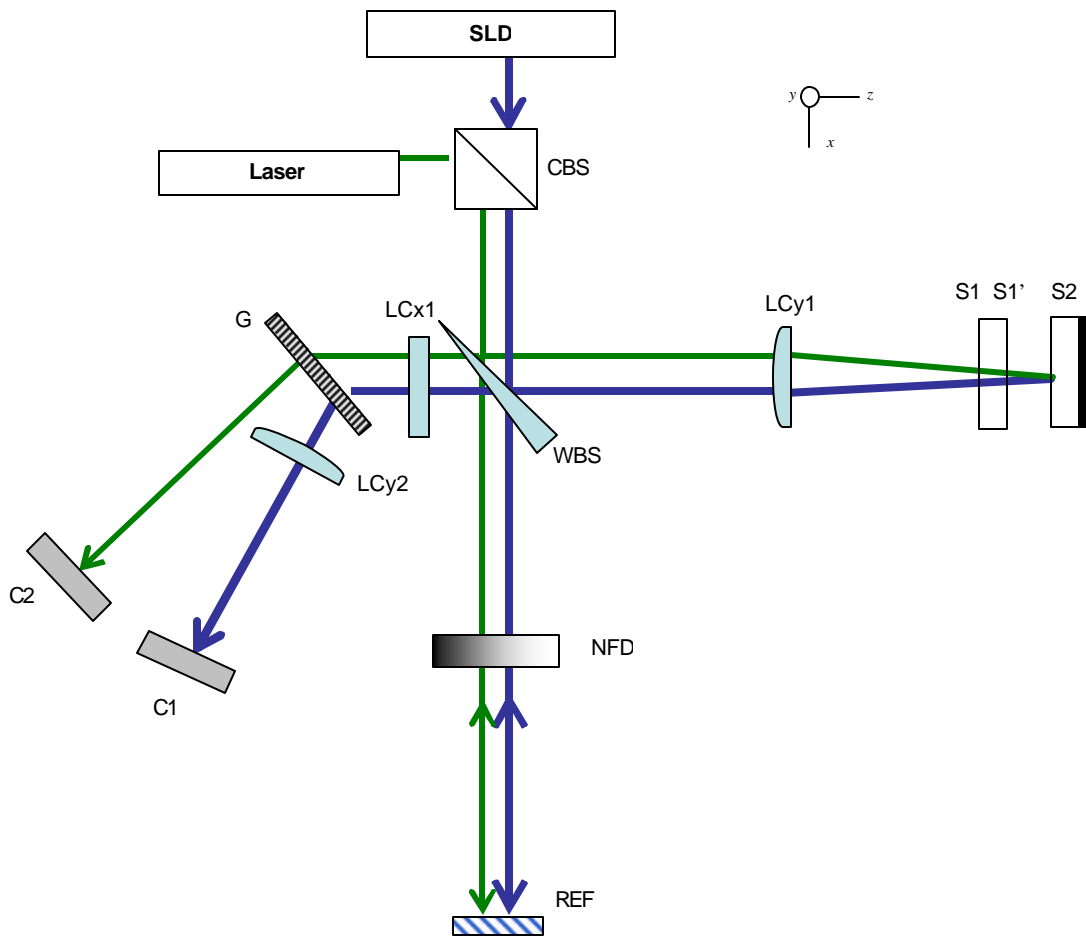 SLD
y
z
x
Laser
CBS
S1
S1’
S2
LCx1
LCy1
G
WBS
LCy2
C2
NFD
C1
REF